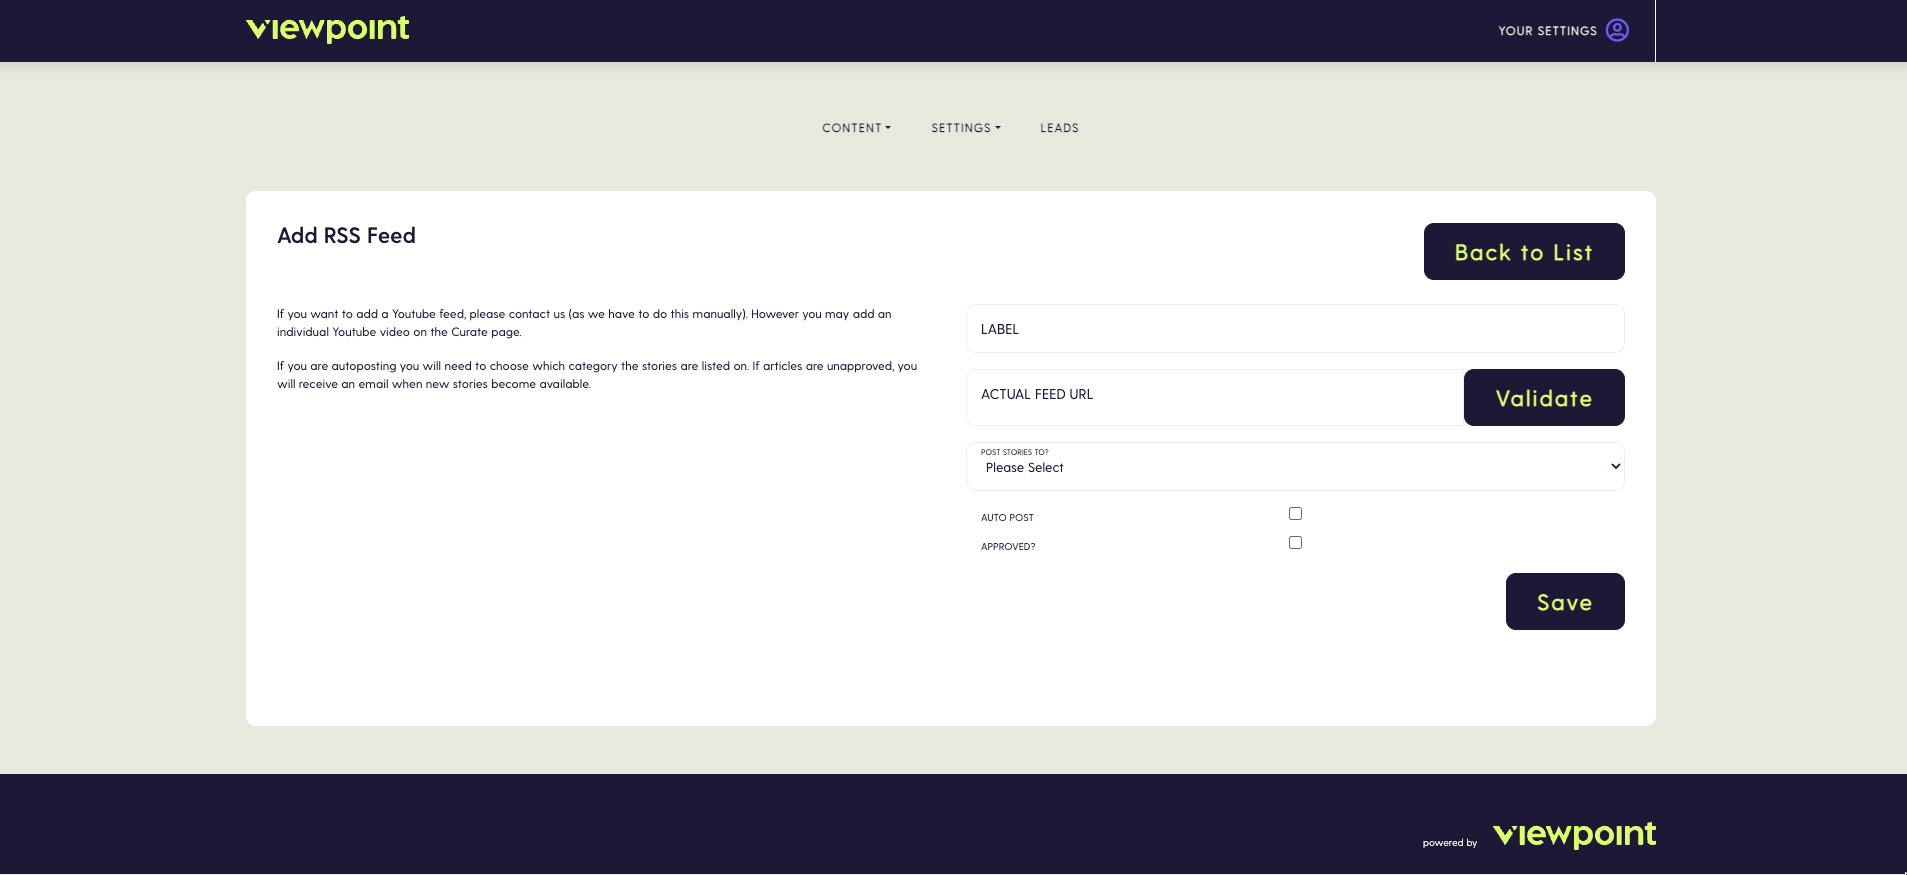 viewpoint
YOUR SETTINGS
CONTENT
SETTINGS
LEADS
Add RSS Feed
Back to List
If you want to add a Youtube feed, please contact us (as we have to do this manually). However you may add an
individual Youtube video on the Curate page.
If you are autoposting you will need to choose which category the stories are listed on. If articles are unapproved, you
will receive an email when new stories become available.
LABEL
ACTUAL FEED URL
Validate
POST STORIES TO?
Please Select
AUTO POST
APPROVED?
Save
powered by
viewpoint